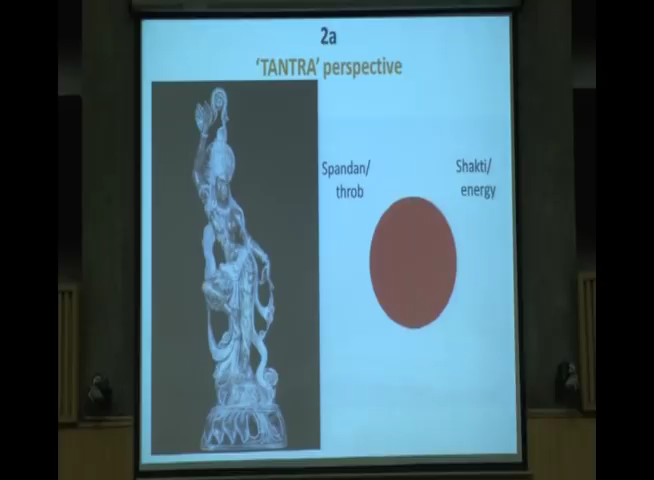 2a
‘TANTRA’ perspective
Spandan/
throb
Shakti/
energy